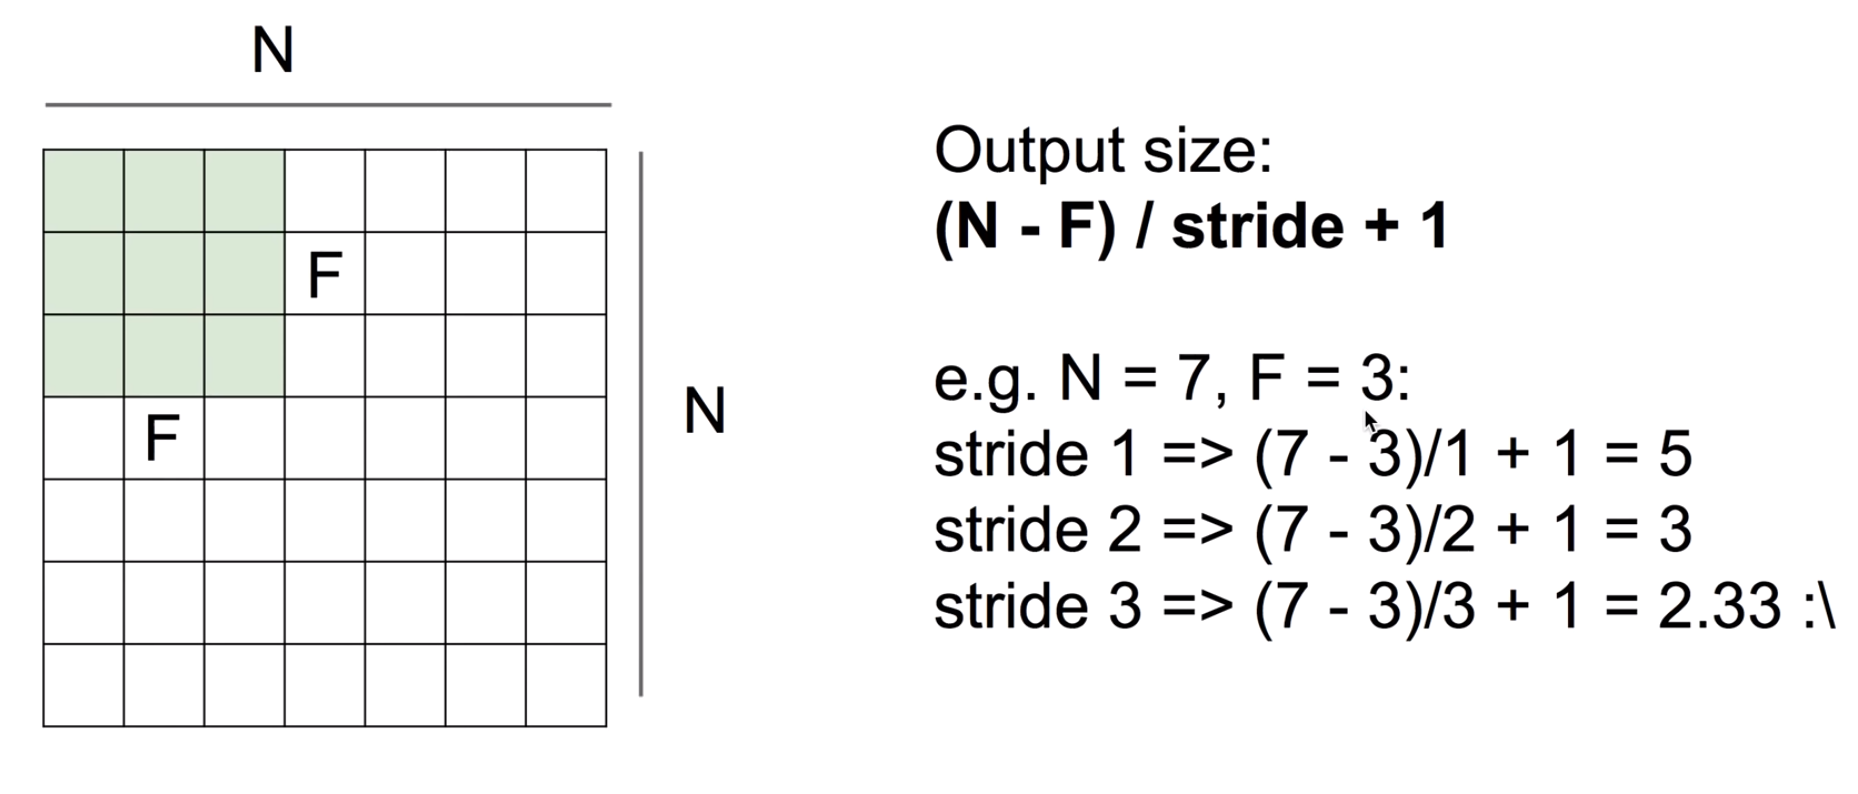 N
F
F
N
Output size:
(N - F) / stride + 1
e.g. N = 7, F = 3:
stride 1 => (7 - 3)/1 + 1 = 5
stride 2 => (7 - 3)/2 + 1 = 3
stride 3 => (7 - 3)/3 + 1 = 2.33 :\